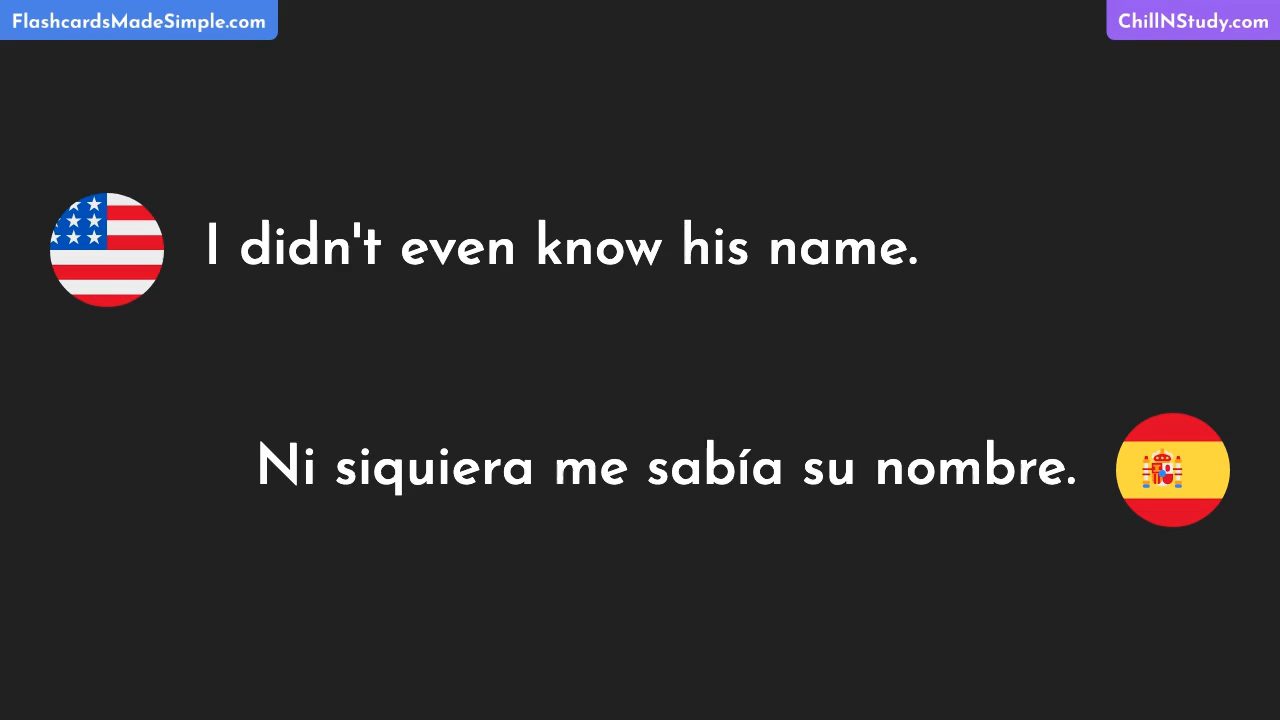 FlashcardsMadeSimple.com
ChillNStudy.com
I didn't even know his name.
Ni siquiera me sabía su nombre.